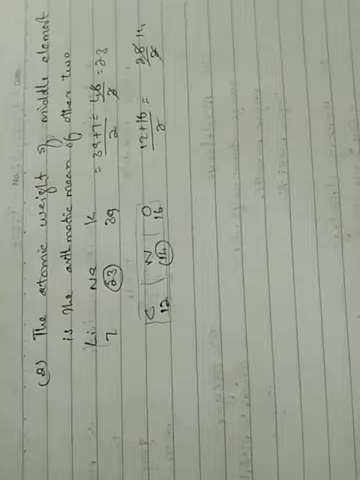 (2) The atomic weight of middle element
is the arithmatic mean of other two
Li Na K = 39+7/2 = 46/2 = 23
7 23 39
C N O 12+16/2 = 28/2 14
12 14 16